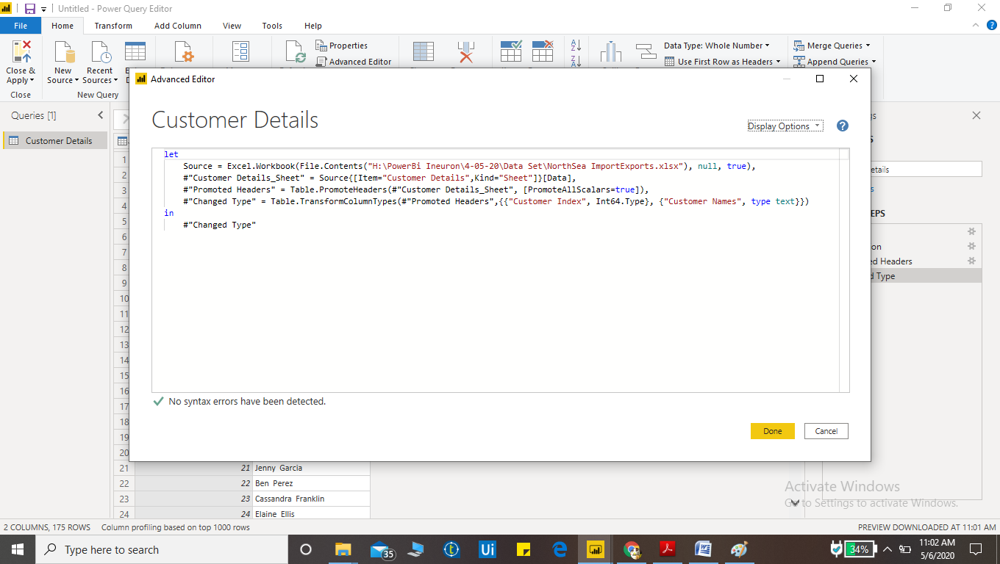 Untitled - Power Query Editor
File Home Transform Add Column View Tools Help
Close & Apply
New Source
Recent Sources
Properties
Advanced Editor
Data Type: Whole Number
Use First Row as Headers
Merge Queries
Append Queries
Close
New Query
Advanced Editor
Queries [1]
Customer Details
Customer Details
Display Options
let
Source = Excel.Workbook(File.Contents("H:\PowerBi Ineuron\4-05-20\Data Set\NorthSea ImportExports.xlsx"), null, true),
#"Customer Details_Sheet" = Source{[Item="Customer Details",Kind="Sheet"]}[Data],
#"Promoted Headers" = Table.PromoteHeaders(#"Customer Details_Sheet", [PromoteAllScalars=true]),
#"Changed Type" = Table.TransformColumnTypes(#"Promoted Headers",{{"Customer Index", Int64.Type}, {"Customer Names", type text}})
in
#"Changed Type"
No syntax errors have been detected.
Done Cancel
1
2
3
4
5
6
7
8
9
10
11
12
13
14
15
16
17
18
19
20
21 21 Jenny Garcia
22 22 Ben Perez
23 23 Cassandra Franklin
24 24 Elaine Ellis
Headers
Type
Activate Windows
Go to Settings to activate Windows.
2 COLUMNS, 175 ROWS Column profiling based on top 1000 rows
PREVIEW DOWNLOADED AT 11:01 AM
Type here to search
35
Ui
34%
11:02 AM
5/6/2020